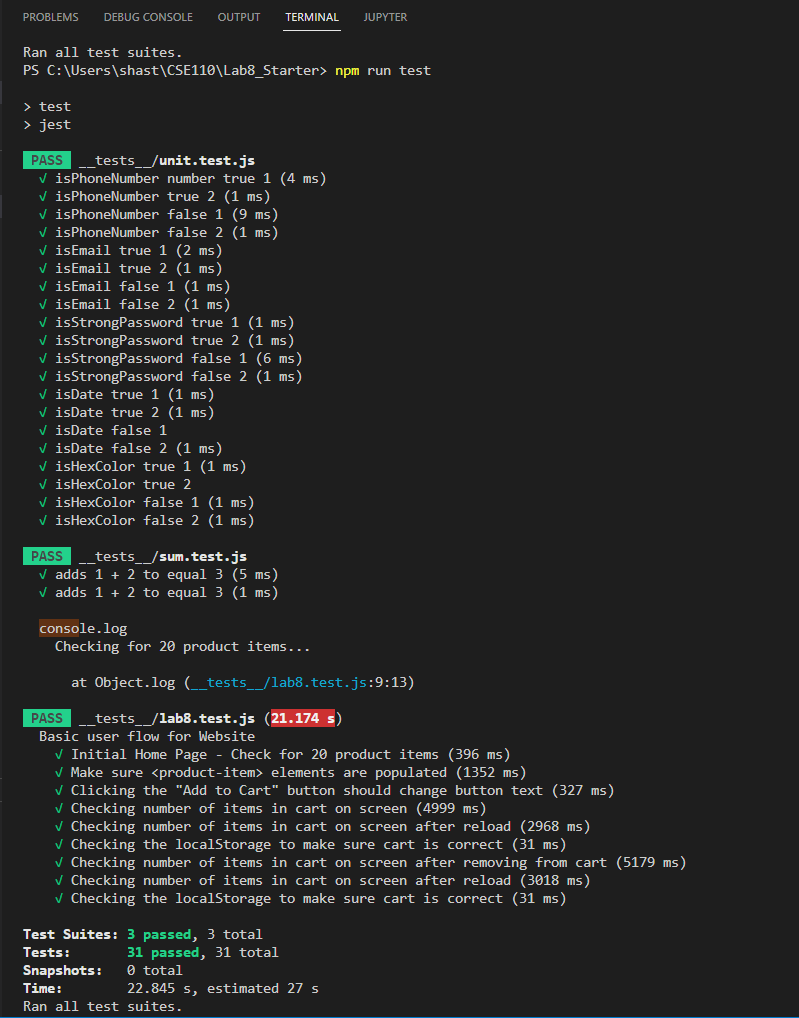 PROBLEMS DEBUG CONSOLE OUTPUT TERMINAL JUPYTER
Ran all test suites.
PS C:\Users\shast\CSE110\Lab8_Starter> npm run test
> test
> jest
PASS __tests__/unit.test.js
√ isPhoneNumber number true 1 (4 ms)
√ isPhoneNumber true 2 (1 ms)
√ isPhoneNumber false 1 (9 ms)
√ isPhoneNumber false 2 (1 ms)
√ isEmail true 1 (2 ms)
√ isEmail true 2 (1 ms)
√ isEmail false 1 (1 ms)
√ isEmail false 2 (1 ms)
√ isStrongPassword true 1 (1 ms)
√ isStrongPassword true 2 (1 ms)
√ isStrongPassword false 1 (6 ms)
√ isStrongPassword false 2 (1 ms)
√ isDate true 1 (1 ms)
√ isDate true 2 (1 ms)
√ isDate false 1
√ isDate false 2 (1 ms)
√ isHexColor true 1 (1 ms)
√ isHexColor true 2
√ isHexColor false 1 (1 ms)
√ isHexColor false 2 (1 ms)
PASS __tests__/sum.test.js
√ adds 1 + 2 to equal 3 (5 ms)
√ adds 1 + 2 to equal 3 (1 ms)
console.log
Checking for 20 product items...
at Object.log (__tests__/lab8.test.js:9:13)
PASS __tests__/lab8.test.js (21.174 s)
Basic user flow for Website
√ Initial Home Page - Check for 20 product items (396 ms)
√ Make sure <product-item> elements are populated (1352 ms)
√ Clicking the "Add to Cart" button should change button text (327 ms)
√ Checking number of items in cart on screen (4999 ms)
√ Checking number of items in cart on screen after reload (2968 ms)
√ Checking the localStorage to make sure cart is correct (31 ms)
√ Checking number of items in cart on screen after removing from cart (5179 ms)
√ Checking number of items in cart on screen after reload (3018 ms)
√ Checking the localStorage to make sure cart is correct (31 ms)
Test Suites: 3 passed, 3 total
Tests: 31 passed, 31 total
Snapshots: 0 total
Time: 22.845 s, estimated 27 s
Ran all test suites.